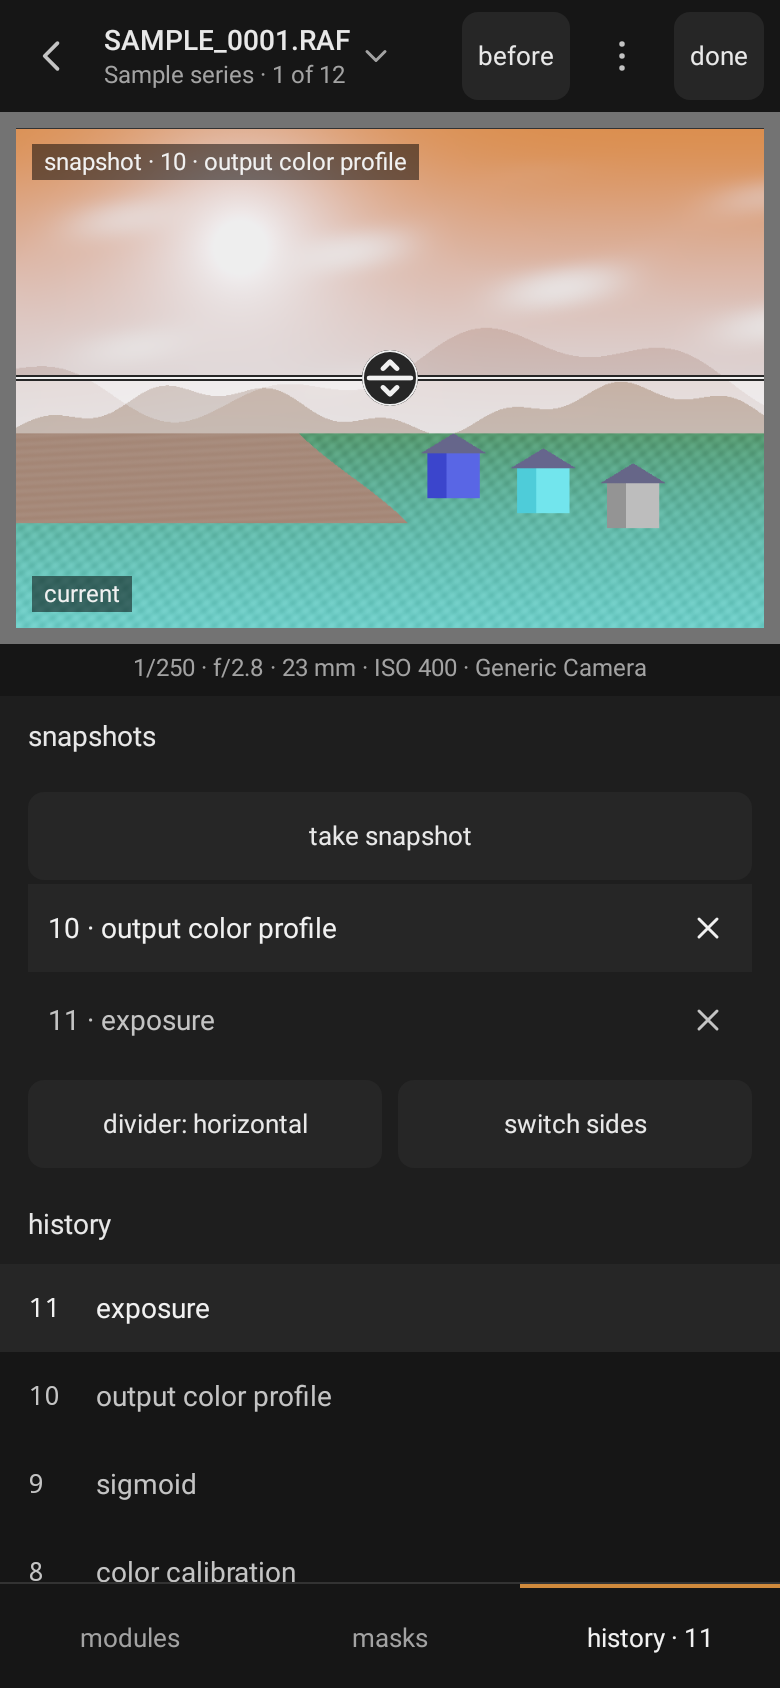 SAMPLE_0001.RAF
Sample series · 1 of 12
before
done
snapshot · 10 · output color profile
current
1/250 · f/2.8 · 23 mm · ISO 400 · Generic Camera
snapshots
take snapshot
10 · output color profile
11 · exposure
divider: horizontal
switch sides
history
11 exposure
10 output color profile
9 sigmoid
8 color calibration
modules
masks
history · 11